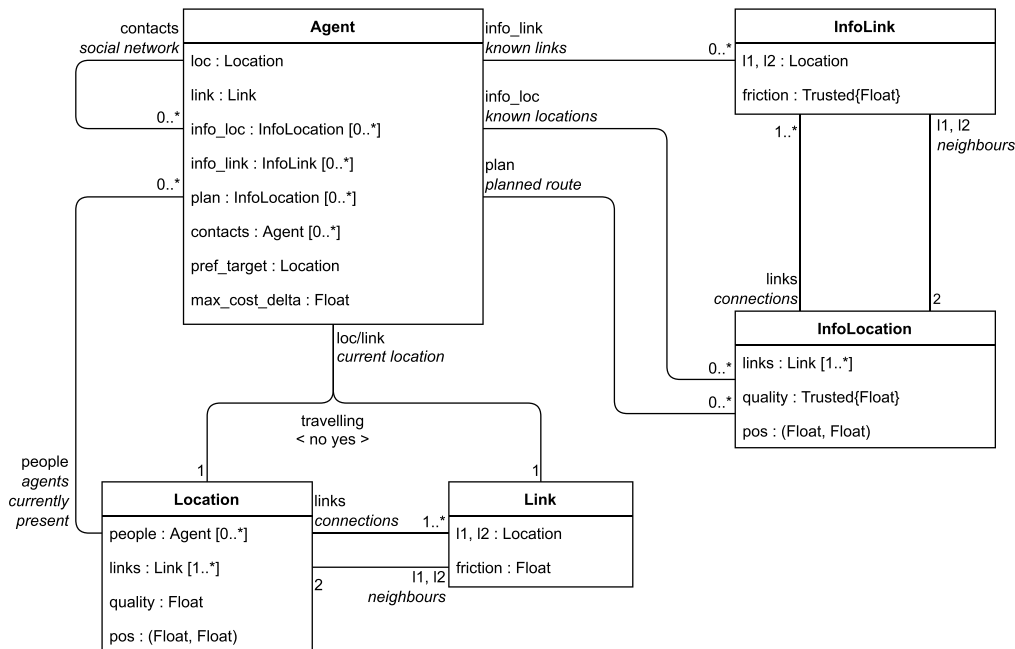 contacts
social network
0..*
0..*
Agent
loc : Location
link : Link
info_loc : InfoLocation [0..*]
info_link : InfoLink [0..*]
plan : InfoLocation [0..*]
contacts : Agent [0..*]
pref_target : Location
max_cost_delta : Float
info_link
known links
0..*
info_loc
known locations
plan
planned route
InfoLink
l1, l2 : Location
friction : Trusted{Float}
1..*
l1, l2
neighbours
links
connections
2
0..*
0..*
InfoLocation
links : Link [1..*]
quality : Trusted{Float}
pos : (Float, Float)
loc/link
current location
travelling
< no yes >
1
1
people
agents
currently
present
Location
people : Agent [0..*]
links : Link [1..*]
quality : Float
pos : (Float, Float)
links
connections
1..*
2
l1, l2
neighbours
Link
l1, l2 : Location
friction : Float